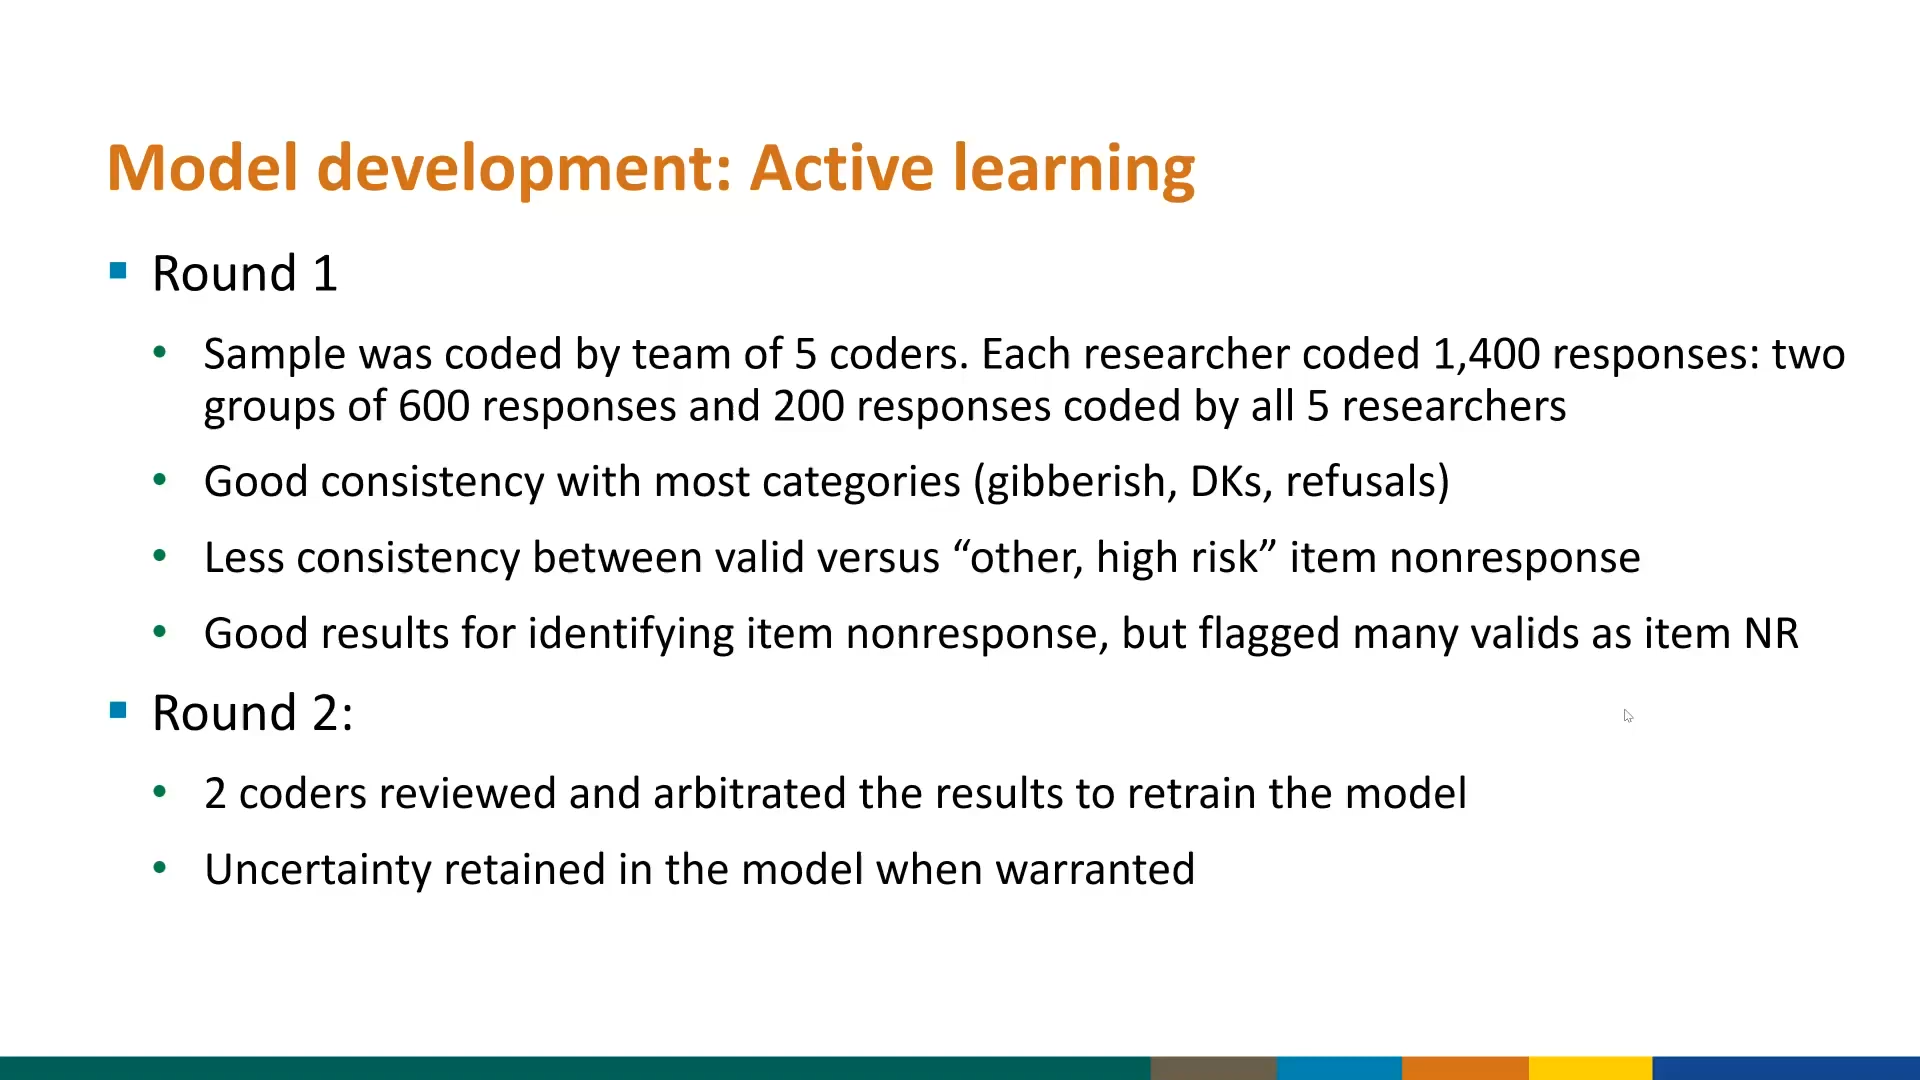 Model development: Active learning
Round 1
Sample was coded by team of 5 coders. Each researcher coded 1,400 responses: two
groups of 600 responses and 200 responses coded by all 5 researchers
Good consistency with most categories (gibberish, DKs, refusals)
Less consistency between valid versus “other, high risk” item nonresponse
Good results for identifying item nonresponse, but flagged many valids as item NR
Round 2:
2 coders reviewed and arbitrated the results to retrain the model
Uncertainty retained in the model when warranted